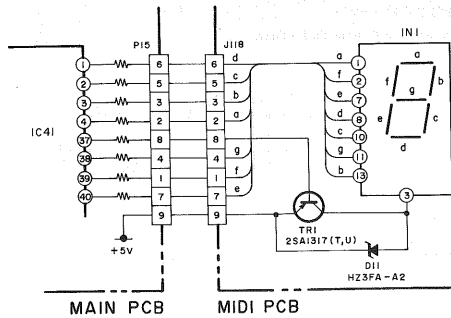 P15
J118
IN1
IC41
1
2
3
4
37
38
39
40
6
5
3
2
8
4
1
7
9
6
5
3
2
8
4
1
7
9
d
c
b
a
g
f
e
a
f
e
d
c
g
b
1
2
7
8
10
11
13
3
a
f
b
g
e
c
d
+5V
TR1
2SA1317(T,U)
D11
HZ3FA-A2
MAIN PCB
MIDI PCB